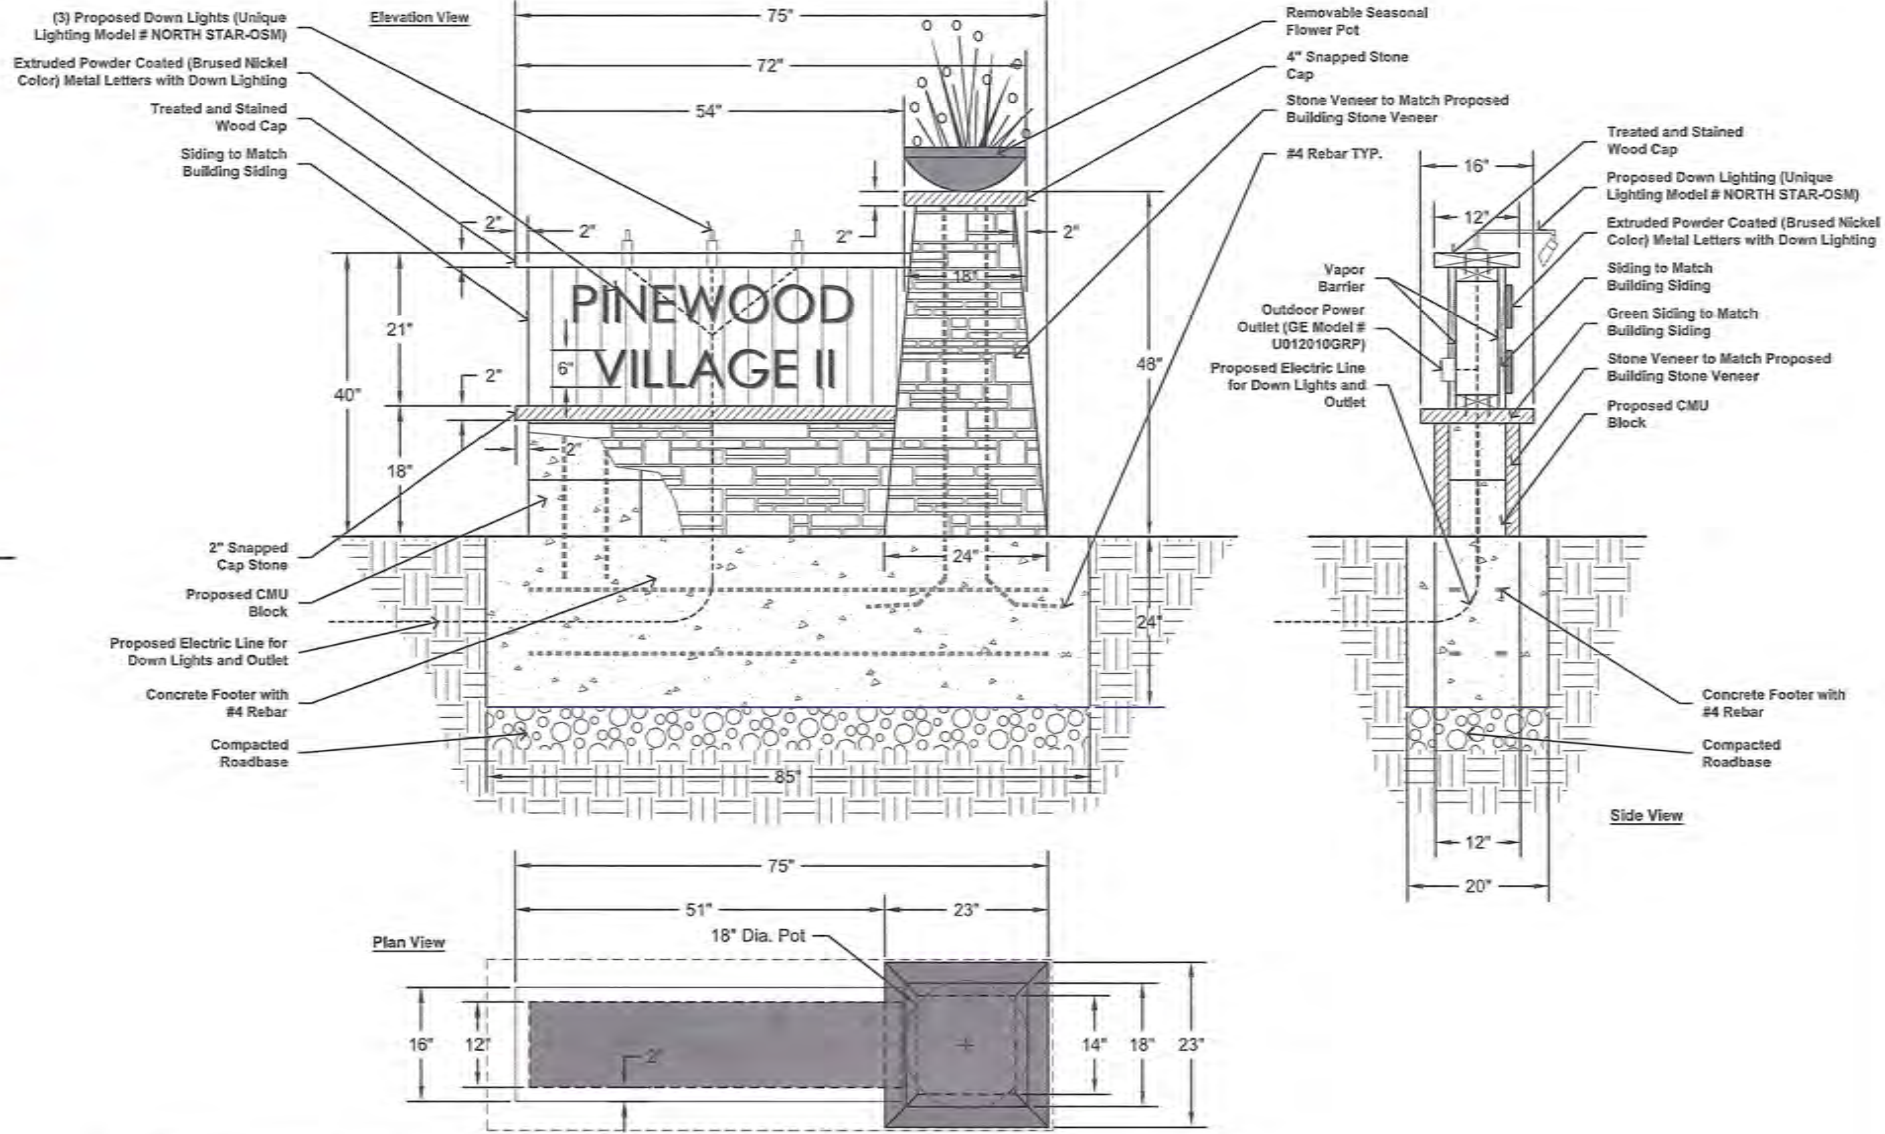 (3) Proposed Down Lights (Unique
Lighting Model # NORTH STAR-OSM)
Extruded Powder Coated (Brused Nickel
Color) Metal Letters with Down Lighting
Treated and Stained
Wood Cap
Siding to Match
Building Siding
Elevation View
75"
72"
54"
2"
2"
2"
2"
18"
40"
21"
18"
2"
6"
2"
48"
24"
24"
85"
PINEWOOD
VILLAGE II
2" Snapped
Cap Stone
Proposed CMU
Block
Proposed Electric Line for
Down Lights and Outlet
Concrete Footer with
#4 Rebar
Compacted
Roadbase
Removable Seasonal
Flower Pot
4" Snapped Stone
Cap
Stone Veneer to Match Proposed
Building Stone Veneer
#4 Rebar TYP.
Vapor
Barrier
Outdoor Power
Outlet (GE Model #
U012010GRP)
Proposed Electric Line
for Down Lights and
Outlet
16"
12"
Treated and Stained
Wood Cap
Proposed Down Lighting (Unique
Lighting Model # NORTH STAR-OSM)
Extruded Powder Coated (Brused Nickel
Color) Metal Letters with Down Lighting
Siding to Match
Building Siding
Green Siding to Match
Building Siding
Stone Veneer to Match Proposed
Building Stone Veneer
Proposed CMU
Block
Concrete Footer with
#4 Rebar
Compacted
Roadbase
Side View
12"
20"
Plan View
75"
51"
23"
18" Dia. Pot
16"
12"
2"
14"
18"
23"